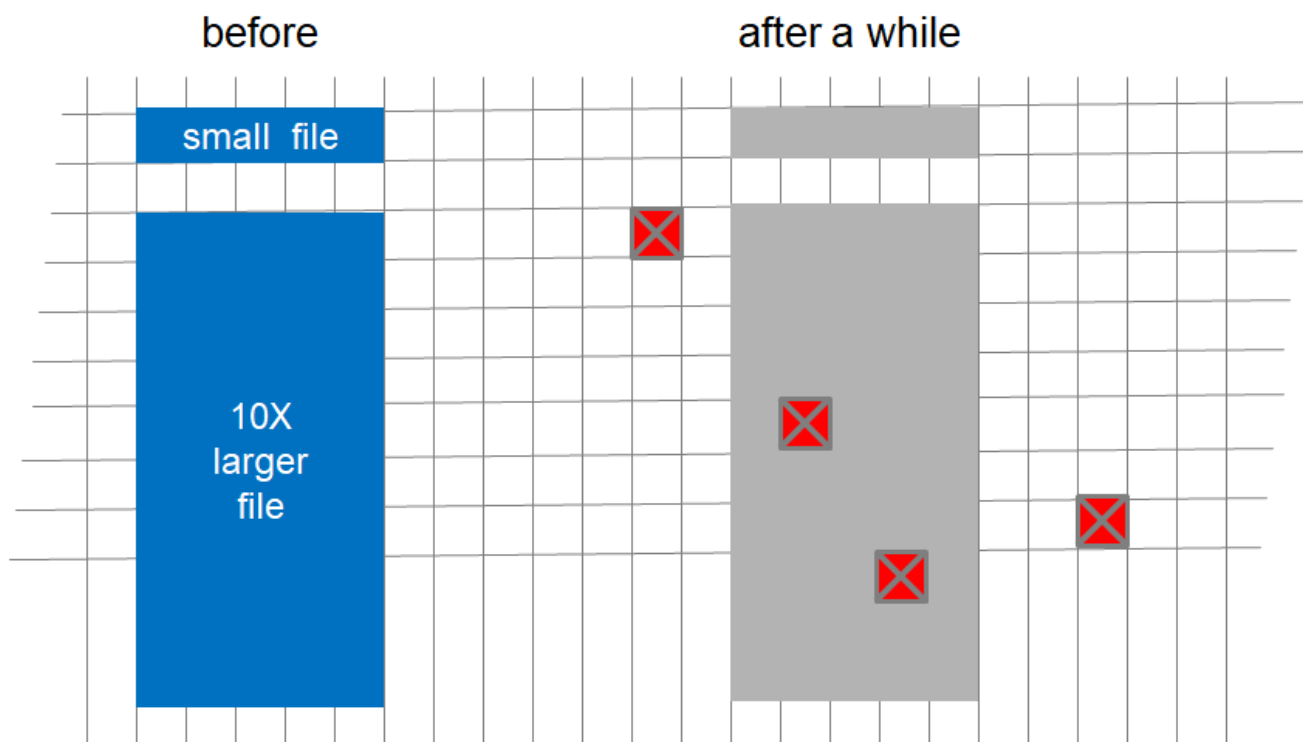 before
after a while
small file
10X
larger
file